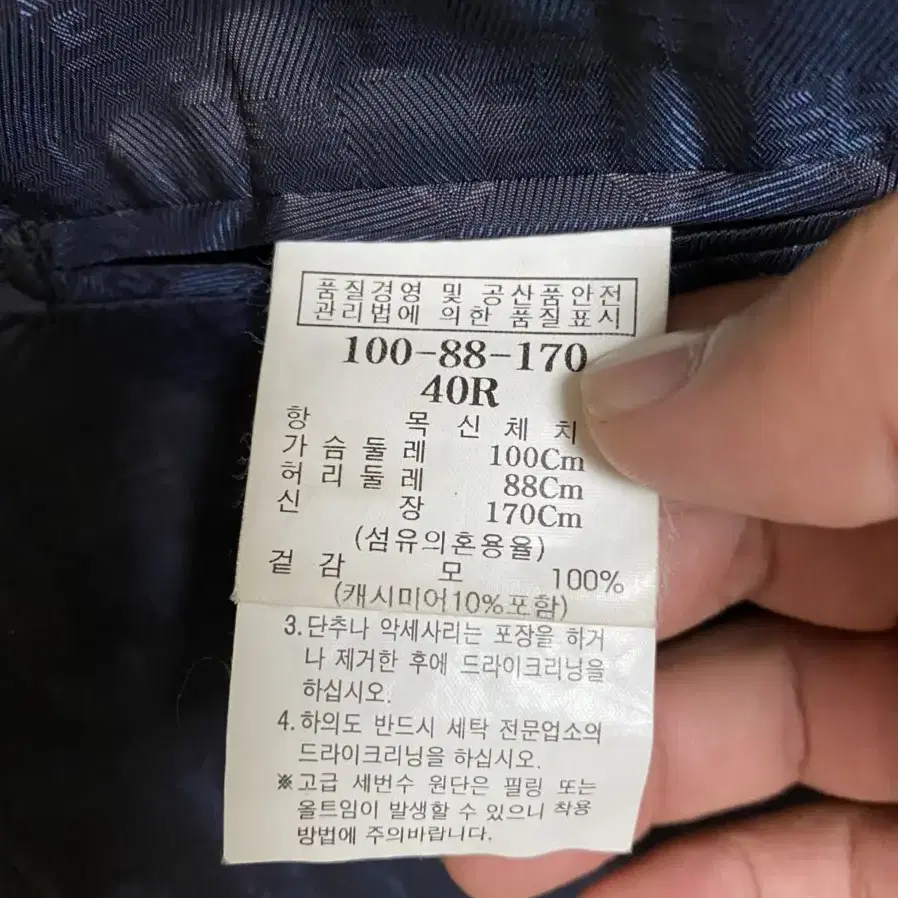 품질경영 및 공산품안전
관리법에 의한 품질표시
100-88-170
40R
항 목 신 체 치
가 슴 둘 레 100Cm
허 리 둘 레 88Cm
신 장 170Cm
(섬유의혼용율)
겉 감 모 100%
(캐시미어10%포함)
3. 단추나 악세사리는 포장을 하거
나 제거한 후에 드라이크리닝을
하십시오.
4. 하의도 반드시 세탁 전문업소의
드라이크리닝을 하십시오.
※고급 세번수 원단은 필링 또는
올트임이 발생할 수 있으니 착용
방법에 주의바랍니다.